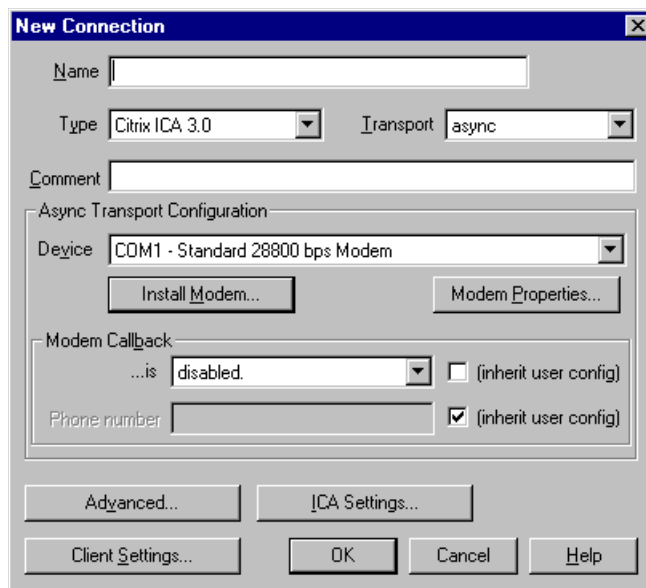 New Connection
Name
Type Citrix ICA 3.0 Transport async
Comment
Async Transport Configuration
Device COM1 - Standard 28800 bps Modem
Install Modem... Modem Properties...
Modem Callback
...is disabled. (inherit user config)
Phone number (inherit user config)
Advanced... ICA Settings...
Client Settings... OK Cancel Help